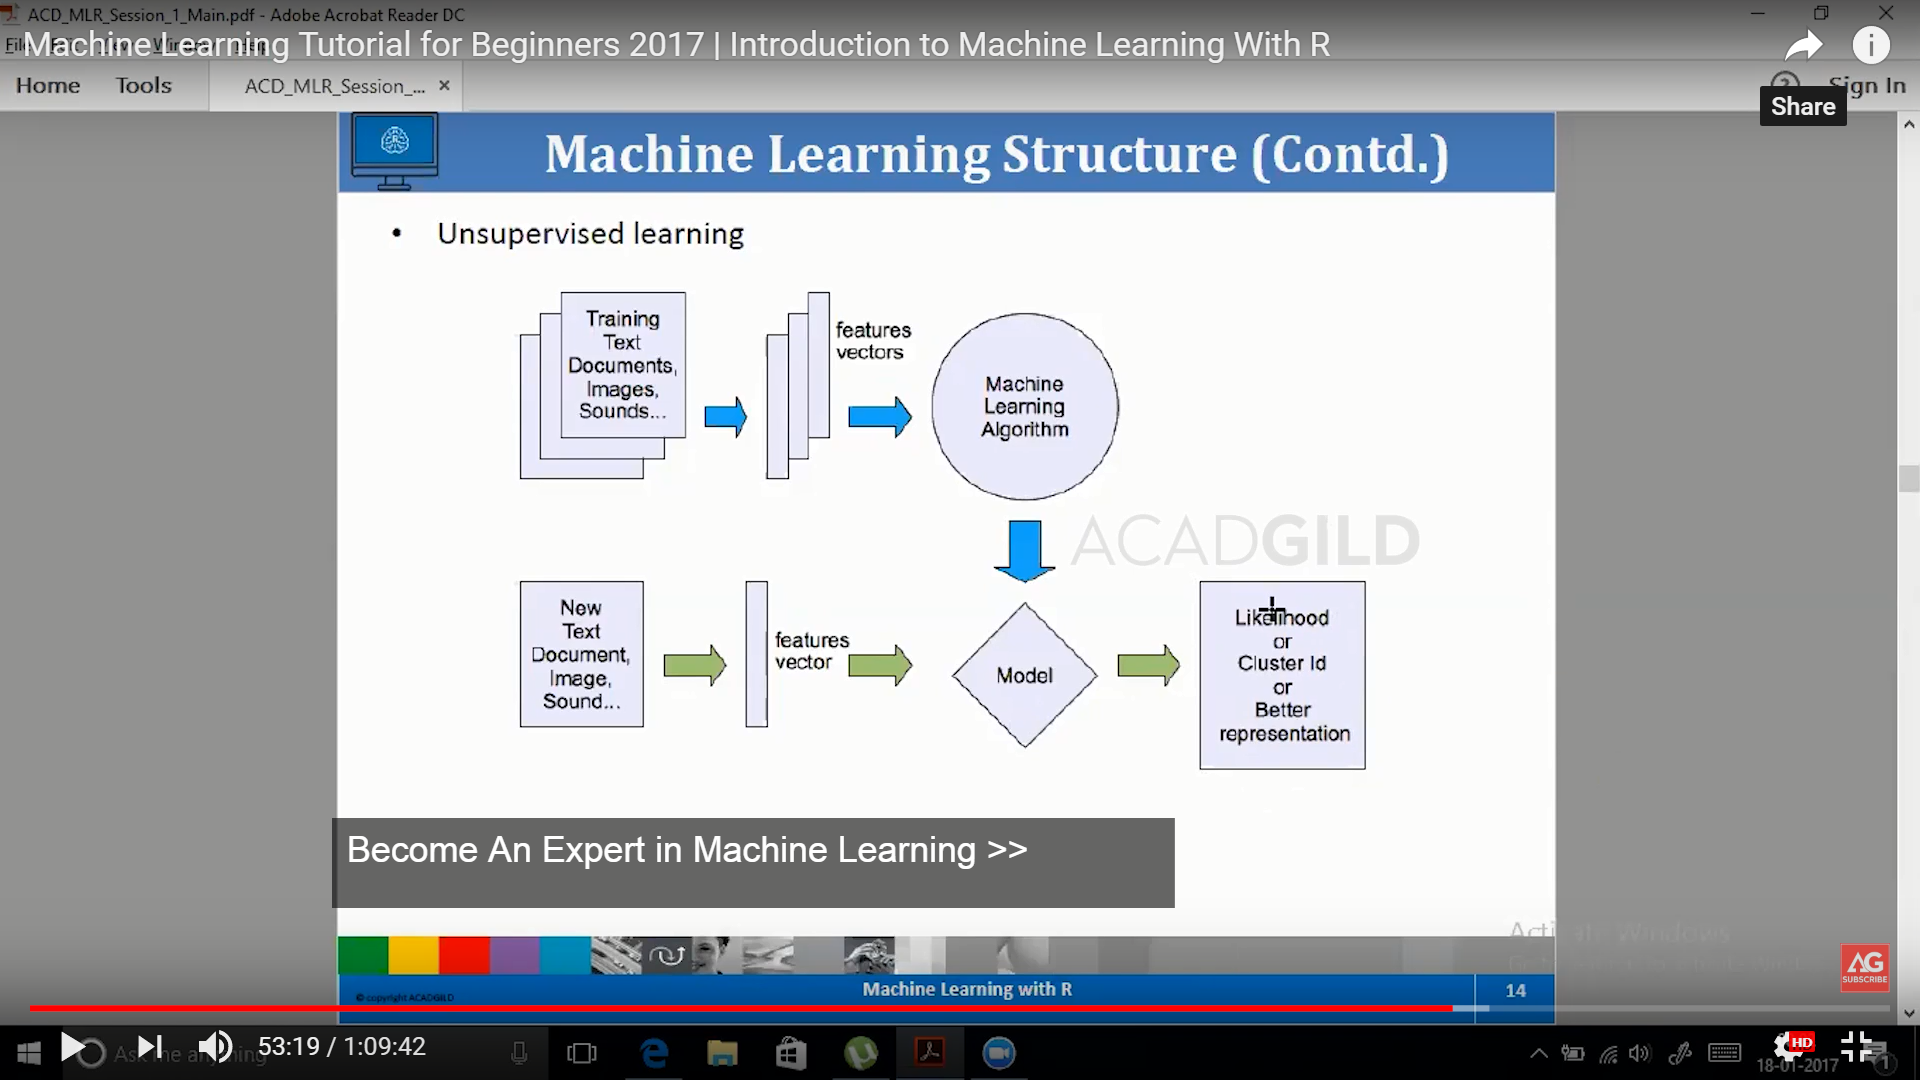 ACD_MLR_Session_1_Main.pdf - Adobe Acrobat Reader DC
Machine Learning Tutorial for Beginners 2017 | Introduction to Machine Learning With R
Home Tools ACD_MLR_Session_... × Sign In
Share
Machine Learning Structure (Contd.)
• Unsupervised learning
Training
Text
Documents,
Images,
Sounds...
features
vectors
Machine
Learning
Algorithm
ACADGILD
New
Text
Document,
Image,
Sound...
features
vector
Model
Likelihood
or
Cluster Id
or
Better
representation
Become An Expert in Machine Learning >>
Activate Windows
AG
SUBSCRIBE
© copyright ACADGILD
Machine Learning with R
14
53:19 / 1:09:42
Ask me anything
HD
18-01-2017
1